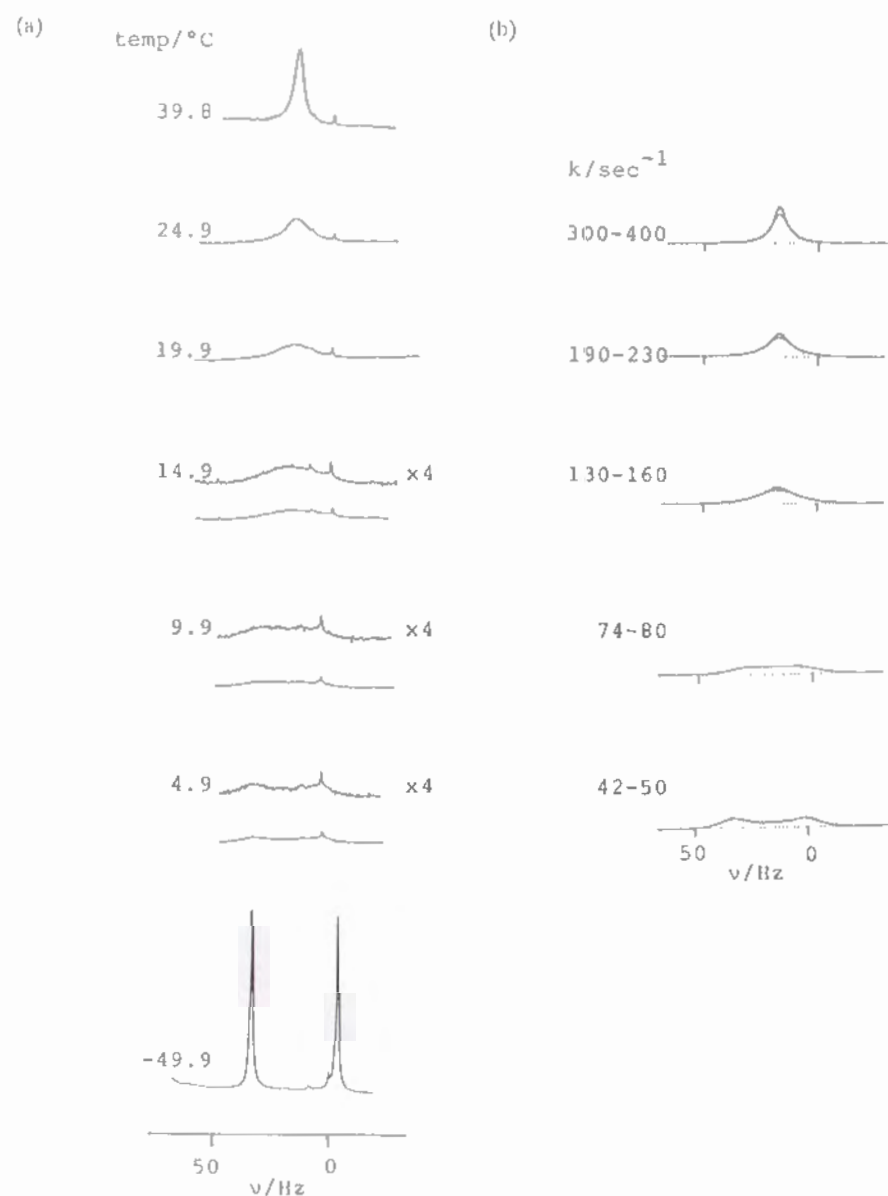 (a)
temp/°C
39.8
24.9
19.9
14.9 x4
9.9 x4
4.9 x4
-49.9
50 0
ν/Hz
(b)
k/sec⁻¹
300-400
190-230
130-160
74-80
42-50
50 0
ν/Hz